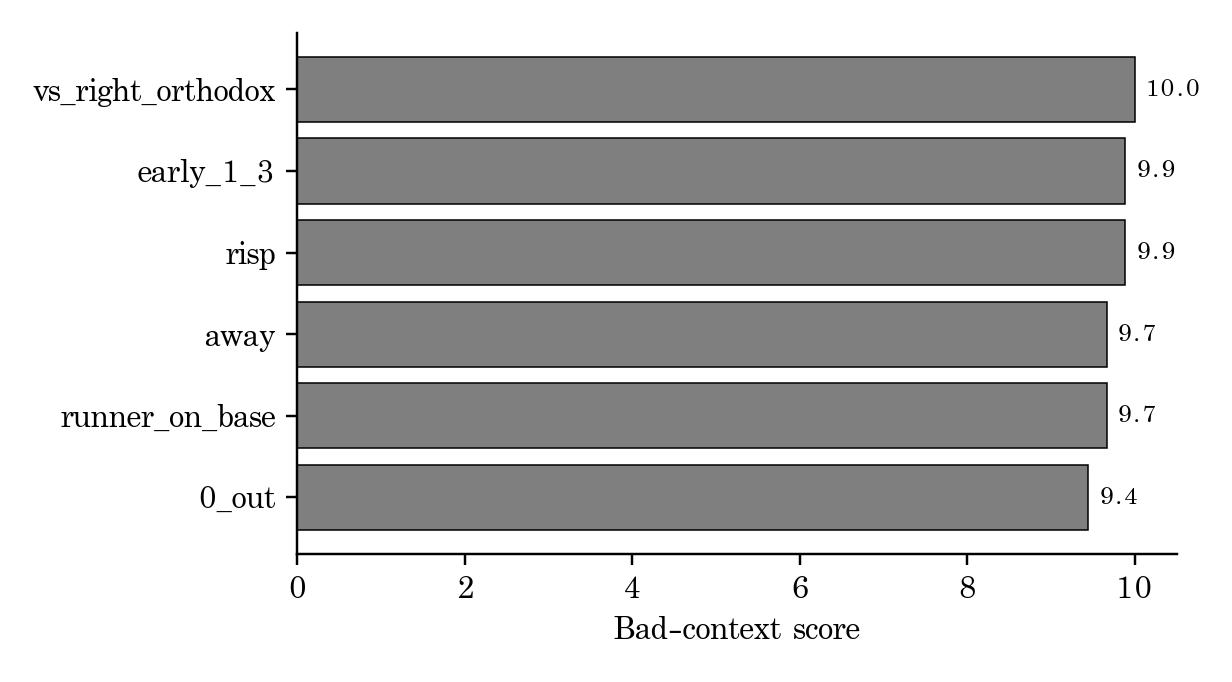 vs_right_orthodox 10.0
early_1_3 9.9
risp 9.9
away 9.7
runner_on_base 9.7
0_out 9.4
0 2 4 6 8 10
Bad-context score